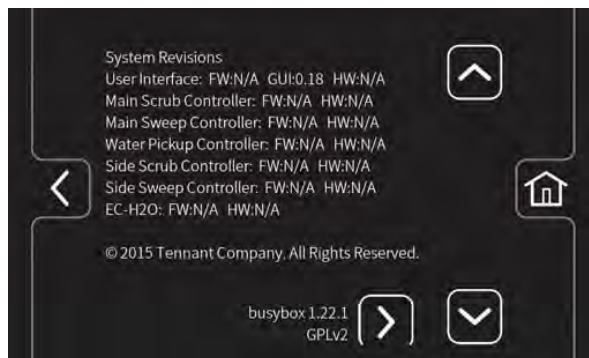 System Revisions
User Interface: FW:N/A GUI:0.18 HW:N/A
Main Scrub Controller: FW:N/A HW:N/A
Main Sweep Controller: FW:N/A HW:N/A
Water Pickup Controller: FW:N/A HW:N/A
Side Scrub Controller: FW:N/A HW:N/A
Side Sweep Controller: FW:N/A HW:N/A
EC-H2O: FW:N/A HW:N/A
© 2015 Tennant Company. All Rights Reserved.
busybox 1.22.1
GPLv2